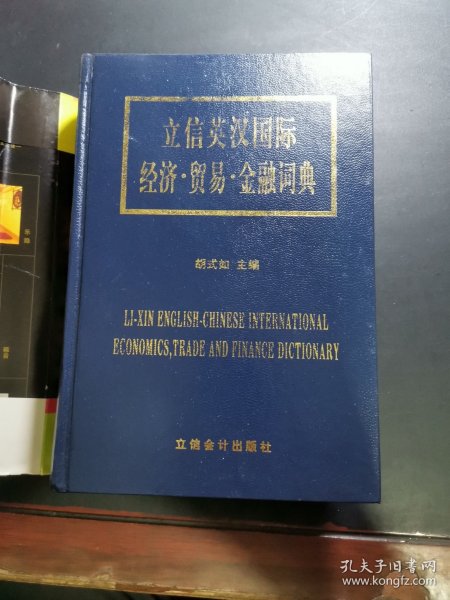 立信英汉国际
经济·贸易·金融词典
胡式如 主编
LI-XIN ENGLISH-CHINESE INTERNATIONAL
ECONOMICS,TRADE AND FINANCE DICTIONARY
立信会计出版社
孔夫子旧书网
www.kongfz.com